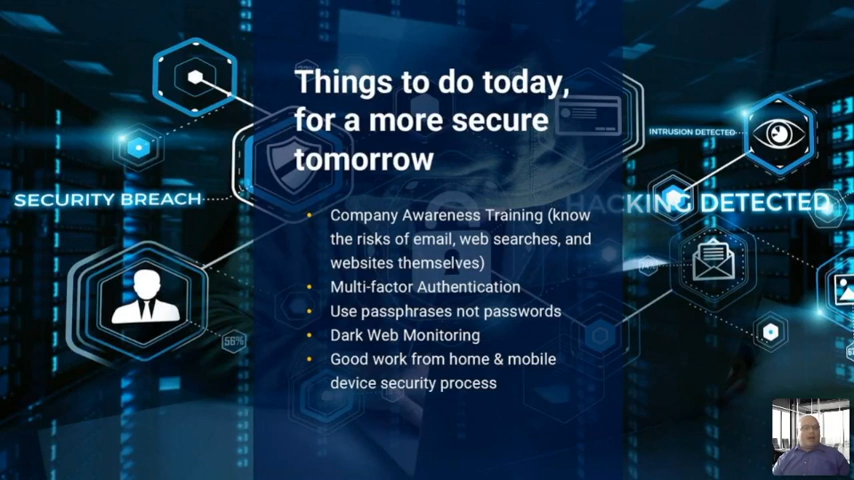 Things to do today,
for a more secure
tomorrow
INTRUSION DETECTED
SECURITY BREACH
HACKING DETECTED
• Company Awareness Training (know
the risks of email, web searches, and
websites themselves)
• Multi-factor Authentication
• Use passphrases not passwords
• Dark Web Monitoring
• Good work from home & mobile
device security process
56%